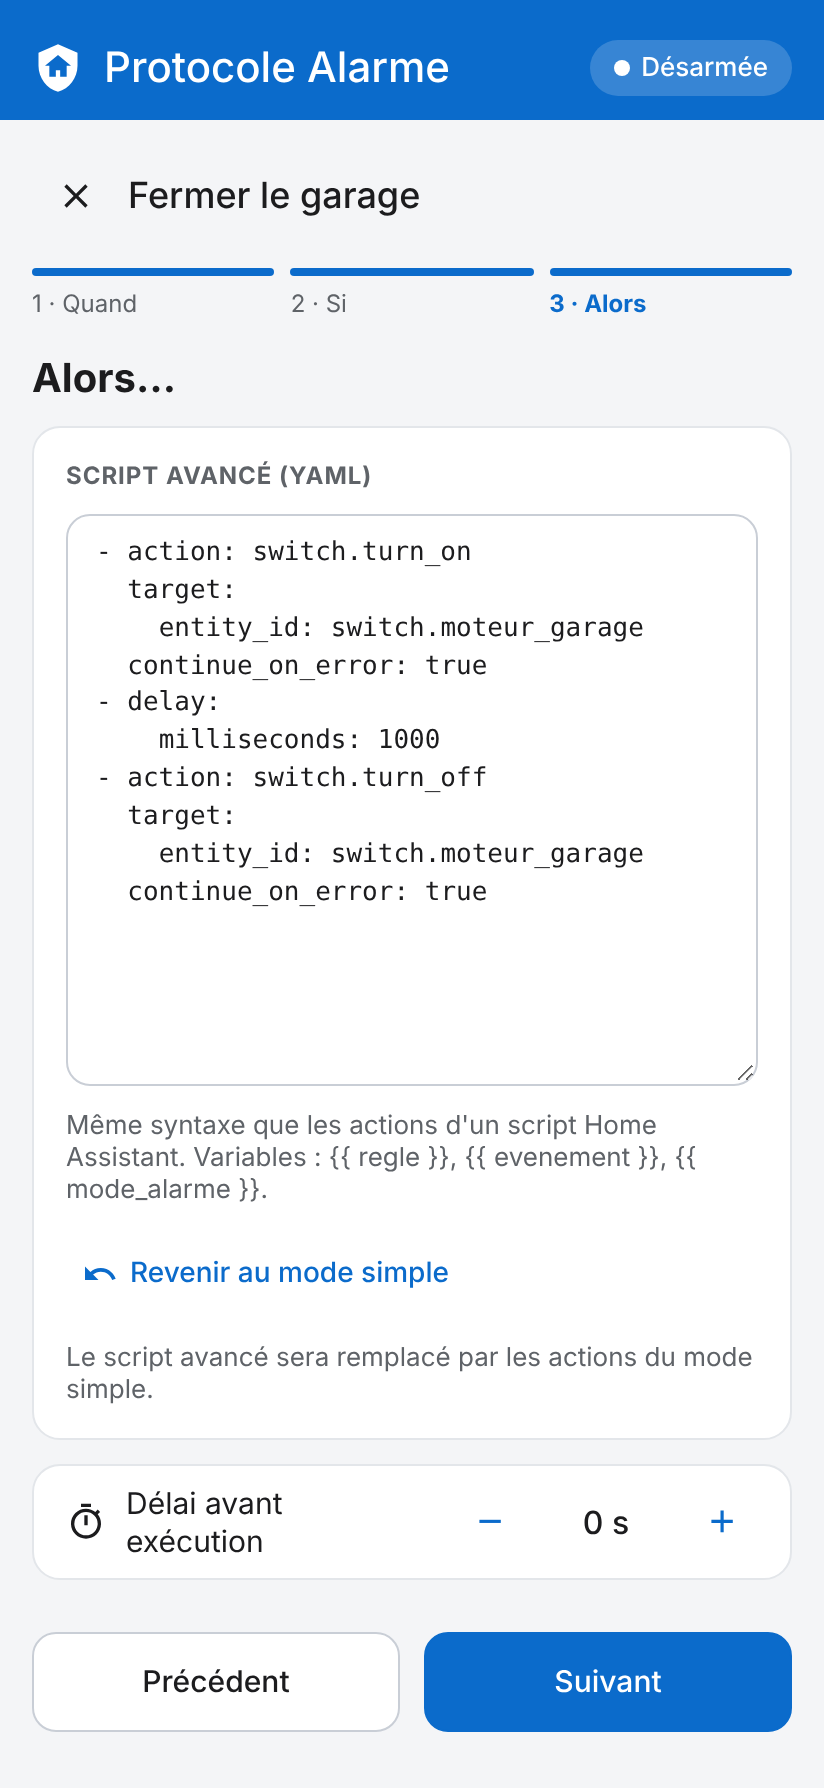 Protocole Alarme
Désarmée
Fermer le garage
1 · Quand
2 · Si
3 · Alors
Alors...
SCRIPT AVANCÉ (YAML)
- action: switch.turn_on
  target:
    entity_id: switch.moteur_garage
  continue_on_error: true
- delay:
    milliseconds: 1000
- action: switch.turn_off
  target:
    entity_id: switch.moteur_garage
  continue_on_error: true
Même syntaxe que les actions d'un script Home
Assistant. Variables : {{ regle }}, {{ evenement }}, {{
mode_alarme }}.
Revenir au mode simple
Le script avancé sera remplacé par les actions du mode
simple.
Délai avant
exécution
− 0 s +
Précédent
Suivant